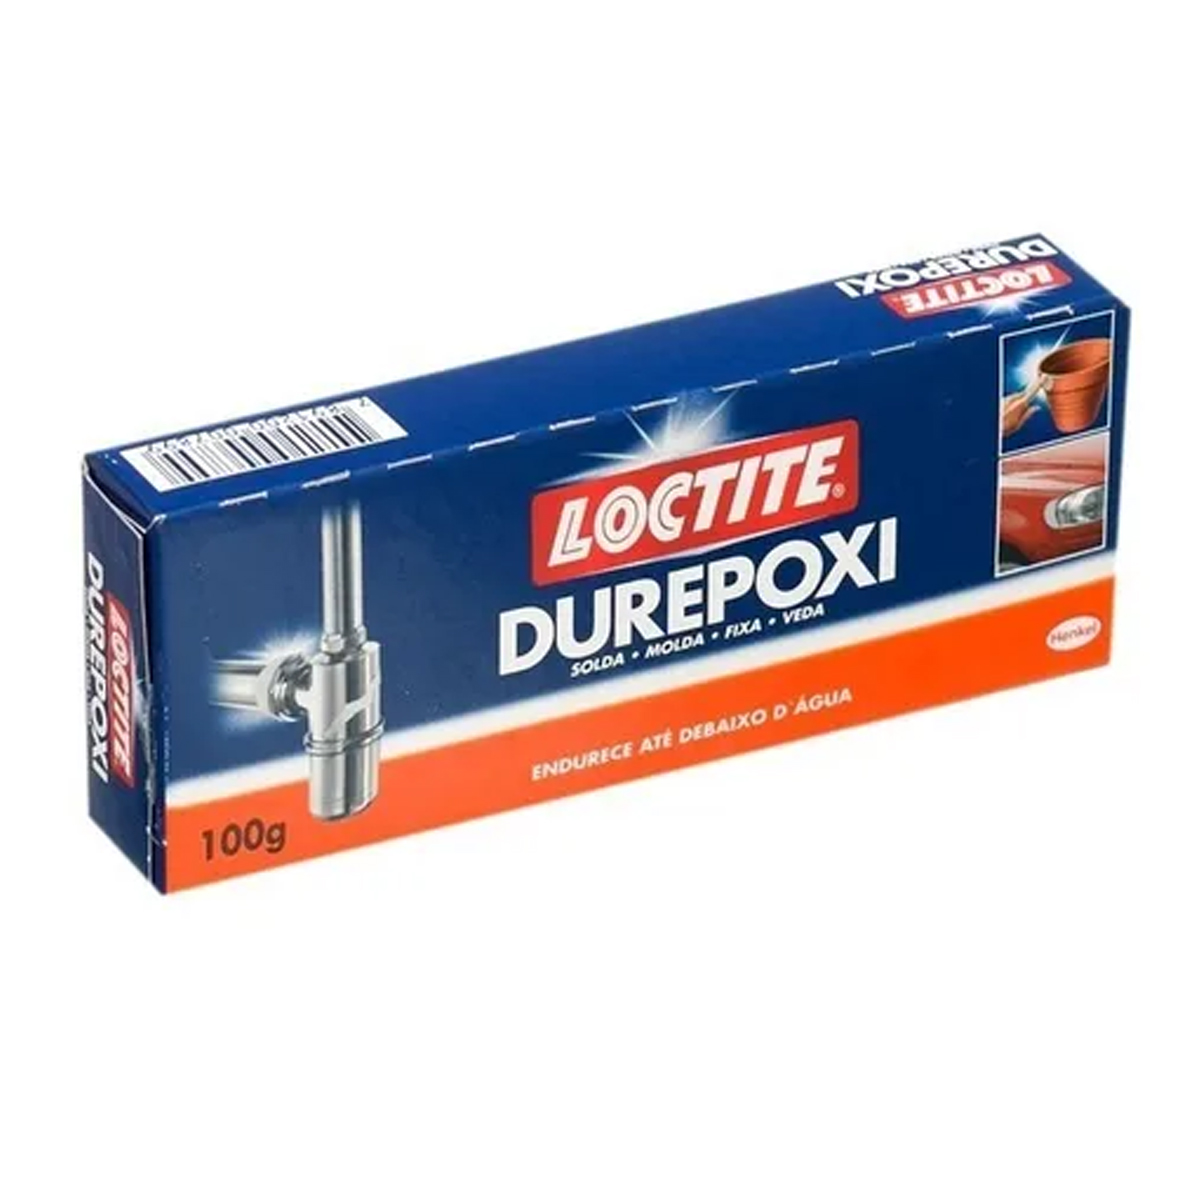 DUREPOXI
LOCTITE
LOCTITE®
DUREPOXI
SOLDA • MOLDA • FIXA • VEDA
Henkel
ENDURECE ATÉ DEBAIXO D´ÁGUA
100g
LOCTITE
DUREPOXI